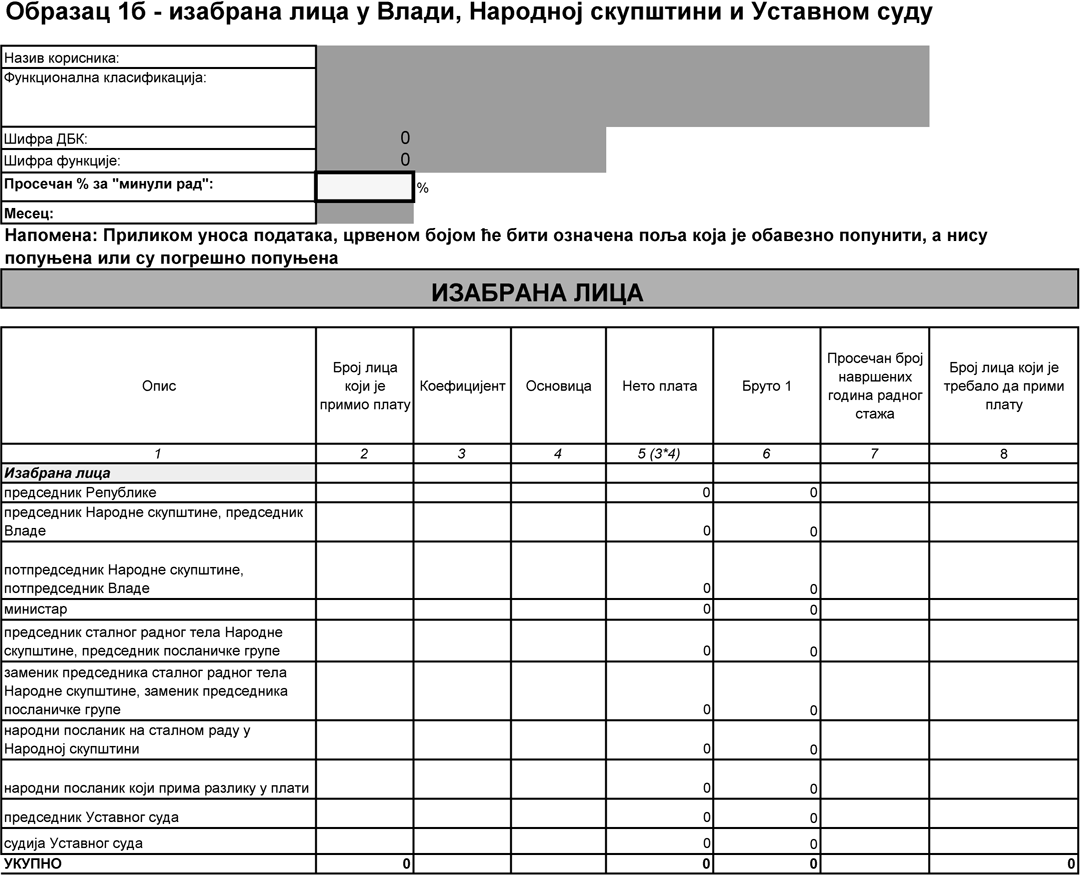 Образац 1б - изабрана лица у Влади, Народној скупштини и Уставном суду
Назив корисника:
Функционална класификација:
Шифра ДБК: 0
Шифра функције: 0
Просечан % за "минули рад": %
Месец:
Напомена: Приликом уноса података, црвеном бојом ће бити означена поља која је обавезно попунити, а нису
попуњена или су погрешно попуњена
ИЗАБРАНА ЛИЦА
Опис
Број лица
који је
примио плату
Коефицијент
Основица
Нето плата
Бруто 1
Просечан број
навршених
година радног
стажа
Број лица који је
требало да прими
плату
1 2 3 4 5 (3*4) 6 7 8
Изабрана лица
председник Републике 0 0
председник Народне скупштине, председник
Владе 0 0
потпредседник Народне скупштине,
потпредседник Владе 0 0
министар 0 0
председник сталног радног тела Народне
скупштине, председник посланичке групе 0 0
заменик председника сталног радног тела
Народне скупштине, заменик председника
посланичке групе 0 0
народни посланик на сталном раду у
Народној скупштини 0 0
народни посланик који прима разлику у плати 0 0
председник Уставног суда 0 0
судија Уставног суда 0 0
УКУПНО 0 0 0 0